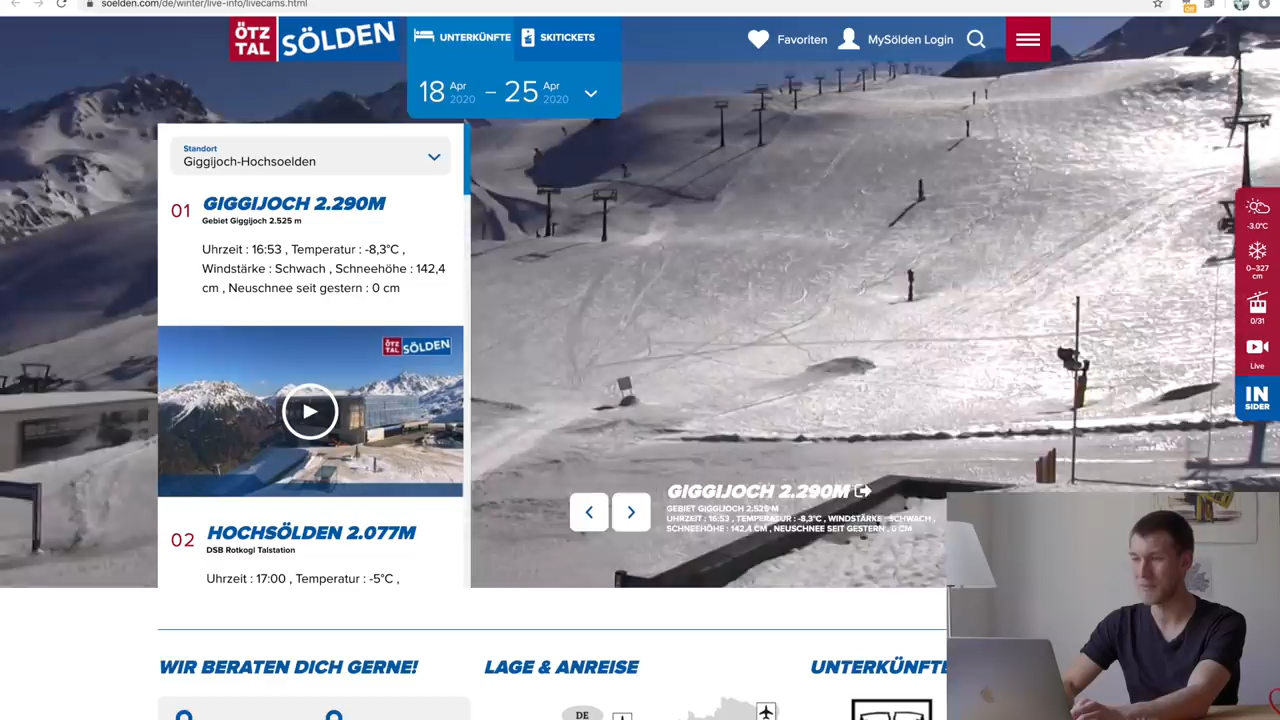 soelden.com/de/winter/live-info/livecams.html
ÖTZ
TAL
SÖLDEN
UNTERKÜNFTE
SKITICKETS
18 Apr 2020 – 25 Apr 2020
Favoriten
MySölden Login
Standort
Giggijoch-Hochsoelden
01
GIGGIJOCH 2.290M
Gebiet Giggijoch 2.525 m
Uhrzeit : 16:53 , Temperatur : -8,3°C ,
Windstärke : Schwach , Schneehöhe : 142,4
cm , Neuschnee seit gestern : 0 cm
ÖTZ
TAL
SÖLDEN
02
HOCHSÖLDEN 2.077M
DSB Rotkogl Talstation
Uhrzeit : 17:00 , Temperatur : -5°C ,
GIGGIJOCH 2.290M
GEBIET GIGGIJOCH 2.525 M
UHRZEIT : 16:53 , TEMPERATUR : -8,3°C , WINDSTÄRKE : SCHWACH ,
SCHNEEHÖHE : 142,4 CM , NEUSCHNEE SEIT GESTERN : 0 CM
-3.0°C
0–327
cm
0/31
Live
IN
SIDER
WIR BERATEN DICH GERNE!
LAGE & ANREISE
UNTERKÜNFTE
DE